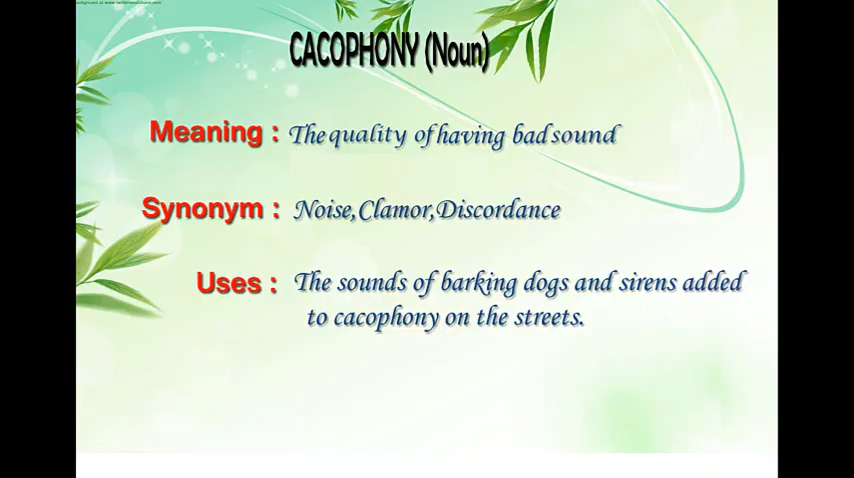 CACOPHONY (Noun)
Meaning : The quality of having bad sound
Synonym : Noise,Clamor,Discordance
Uses : The sounds of barking dogs and sirens added
to cacophony on the streets.